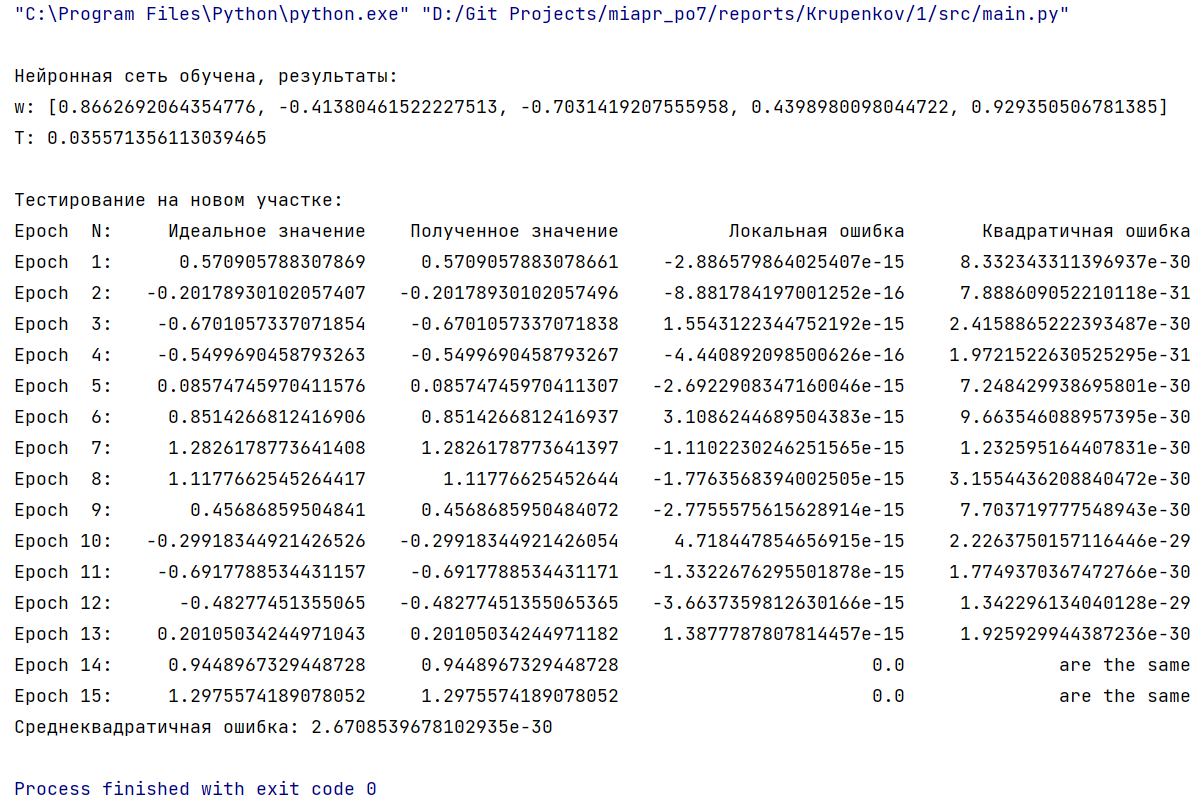 "C:\Program Files\Python\python.exe" "D:/Git Projects/miapr_po7/reports/Krupenkov/1/src/main.py"
Нейронная сеть обучена, результаты:
w: [0.8662692064354776, -0.41380461522227513, -0.7031419207555958, 0.4398980098044722, 0.929350506781385]
T: 0.035571356113039465
Тестирование на новом участке:
Epoch  N:     Идеальное значение    Полученное значение          Локальная ошибка       Квадратичная ошибка
Epoch  1:      0.570905788307869     0.5709057883078661    -2.886579864025407e-15     8.332343311396937e-30
Epoch  2:   -0.20178930102057407   -0.20178930102057496    -8.881784197001252e-16     7.888609052210118e-31
Epoch  3:    -0.6701057337071854    -0.6701057337071838    1.5543122344752192e-15    2.4158865222393487e-30
Epoch  4:    -0.5499690458793263    -0.5499690458793267    -4.440892098500626e-16    1.9721522630525295e-31
Epoch  5:    0.08574745970411576    0.08574745970411307   -2.6922908347160046e-15     7.248429938695801e-30
Epoch  6:     0.8514266812416906     0.8514266812416937    3.1086244689504383e-15     9.663546088957395e-30
Epoch  7:     1.2826178773641408     1.2826178773641397   -1.1102230246251565e-15     1.232595164407831e-30
Epoch  8:     1.1177662545264417       1.11776625452644   -1.7763568394002505e-15    3.1554436208840472e-30
Epoch  9:       0.45686859504841     0.4568685950484072   -2.7755575615628914e-15     7.703719777548943e-30
Epoch 10:   -0.29918344921426526   -0.29918344921426054     4.718447854656915e-15    2.2263750157116446e-29
Epoch 11:    -0.6917788534431157    -0.6917788534431171   -1.3322676295501878e-15    1.7749370367472766e-30
Epoch 12:      -0.48277451355065   -0.48277451355065365   -3.6637359812630166e-15     1.342296134040128e-29
Epoch 13:    0.20105034244971043    0.20105034244971182    1.3877787807814457e-15     1.925929944387236e-30
Epoch 14:     0.9448967329448728     0.9448967329448728                       0.0              are the same
Epoch 15:     1.2975574189078052     1.2975574189078052                       0.0              are the same
Среднеквадратичная ошибка: 2.6708539678102935e-30
Process finished with exit code 0